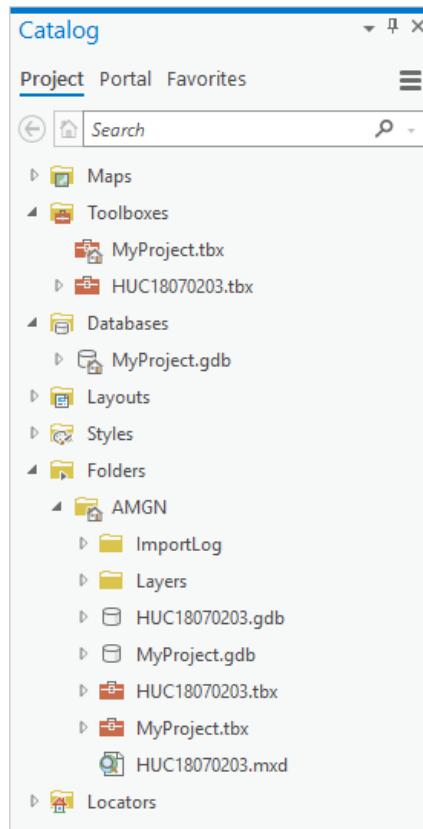 Catalog
Project Portal Favorites
Search
Maps
Toolboxes
MyProject.tbx
HUC18070203.tbx
Databases
MyProject.gdb
Layouts
Styles
Folders
AMGN
ImportLog
Layers
HUC18070203.gdb
MyProject.gdb
HUC18070203.tbx
MyProject.tbx
HUC18070203.mxd
Locators